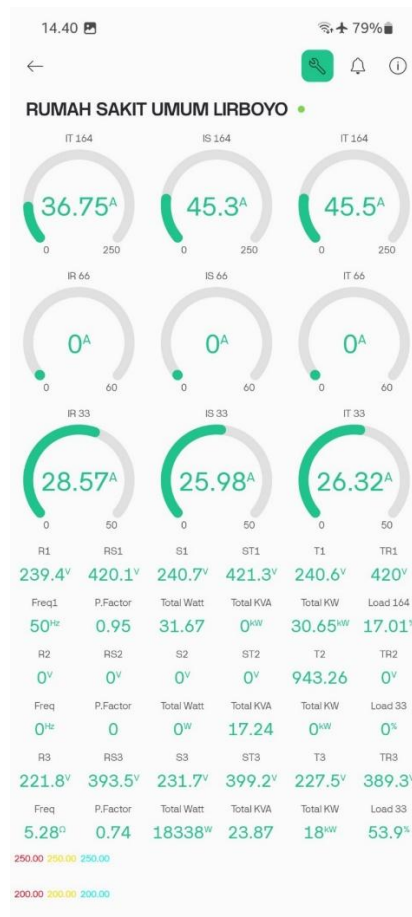 14.40 79%
RUMAH SAKIT UMUM LIRBOYO
IT 164 IS 164 IT 164
36.75A 45.3A 45.5A
0 250 0 250 0 250
IR 66 IS 66 IT 66
0A 0A 0A
0 60 0 60 0 60
IR 33 IS 33 IT 33
28.57A 25.98A 26.32A
0 50 0 50 0 50
R1 RS1 S1 ST1 T1 TR1
239.4V 420.1V 240.7V 421.3V 240.6V 420V
Freq1 P.Factor Total Watt Total KVA Total KW Load 164
50Hz 0.95 31.67 0kW 30.65kW 17.01%
R2 RS2 S2 ST2 T2 TR2
0V 0V 0V 0V 943.26 0V
Freq P.Factor Total Watt Total KVA Total KW Load 33
0Hz 0 0W 17.24 0kW 0%
R3 RS3 S3 ST3 T3 TR3
221.8V 393.5V 231.7V 399.2V 227.5V 389.3V
Freq P.Factor Total Watt Total KVA Total KW Load 33
5.28Ω 0.74 18338W 23.87 18kW 53.9%
250.00 250.00 250.00
200.00 200.00 200.00